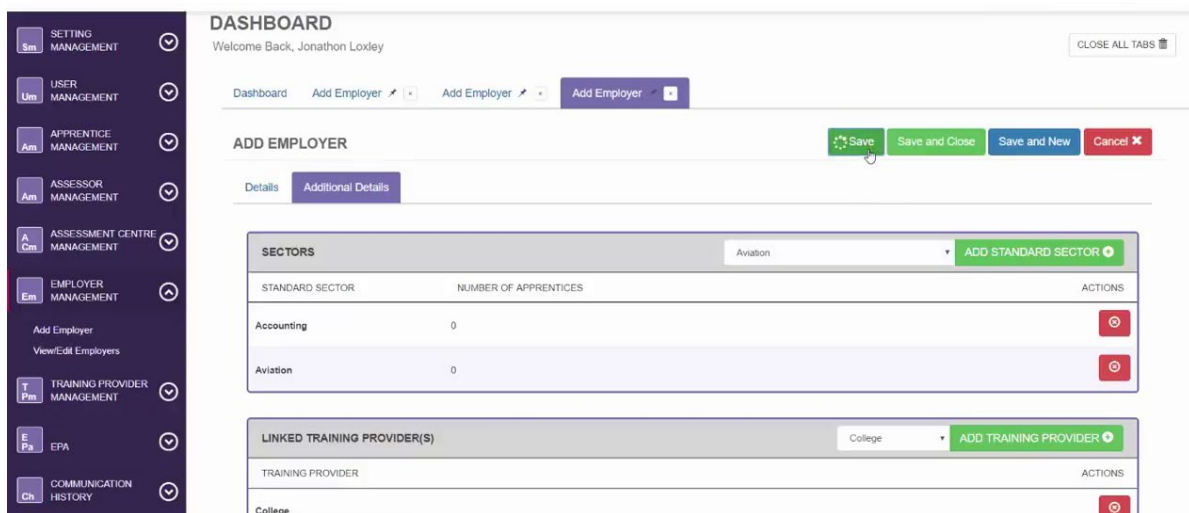 SETTING
Sm MANAGEMENT
USER
Um MANAGEMENT
APPRENTICE
Am MANAGEMENT
ASSESSOR
Am MANAGEMENT
A ASSESSMENT CENTRE
Cm MANAGEMENT
EMPLOYER
Em MANAGEMENT
Add Employer
View/Edit Employers
T TRAINING PROVIDER
Pm MANAGEMENT
E
Pa EPA
COMMUNICATION
Ch HISTORY
DASHBOARD
Welcome Back, Jonathon Loxley
CLOSE ALL TABS
Dashboard Add Employer Add Employer Add Employer
ADD EMPLOYER Save Save and Close Save and New Cancel
Details Additional Details
SECTORS Aviation ADD STANDARD SECTOR
STANDARD SECTOR NUMBER OF APPRENTICES ACTIONS
Accounting 0
Aviation 0
LINKED TRAINING PROVIDER(S) College ADD TRAINING PROVIDER
TRAINING PROVIDER ACTIONS
College